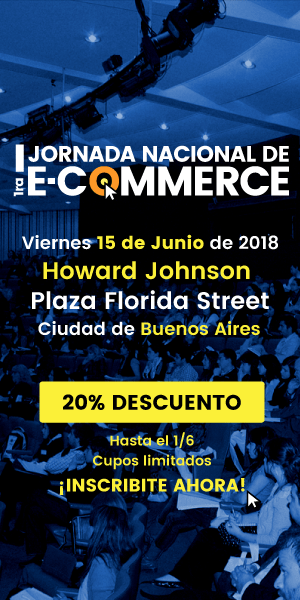 1ra JORNADA NACIONAL DE
E-COMMERCE
Viernes 15 de Junio de 2018
Howard Johnson
Plaza Florida Street
Ciudad de Buenos Aires
20% DESCUENTO
Hasta el 1/6
Cupos limitados
¡INSCRIBITE AHORA!